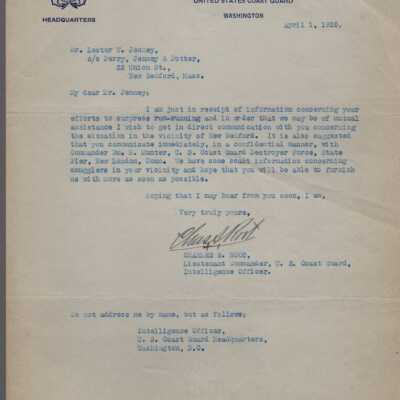 UNITED STATES COAST GUARD
HEADQUARTERS
WASHINGTON
April 1, 1925.
Mr. Lester W. Jenney,
c/o Perry, Jenney & Potter,
22 Union St.,
New Bedford, Mass.
My dear Mr. Jenney:
I am just in receipt of information concerning your
efforts to suppress rum-running and in order that we may be of mutual
assistance I wish to get in direct communication with you concerning
the situation in the vicinity of New Bedford. It is also suggested
that you communicate immediately, in a confidential manner, with
Commander Wm. H. Munter, U. S. Coast Guard Destroyer Force, State
Pier, New London, Conn. We have some scant information concerning
smugglers in your vicinity and hope that you will be able to furnish
us with more as soon as possible.
Hoping that I may hear from you soon, I am,
Very truly yours,
Chas. S. Root
CHARLES S. ROOT,
Lieutenant Commander, U. S. Coast Guard,
Intelligence Officer.
Do not address me by name, but as follows:
Intelligence Officer,
U. S. Coast Guard Headquarters,
Washington, D.C.